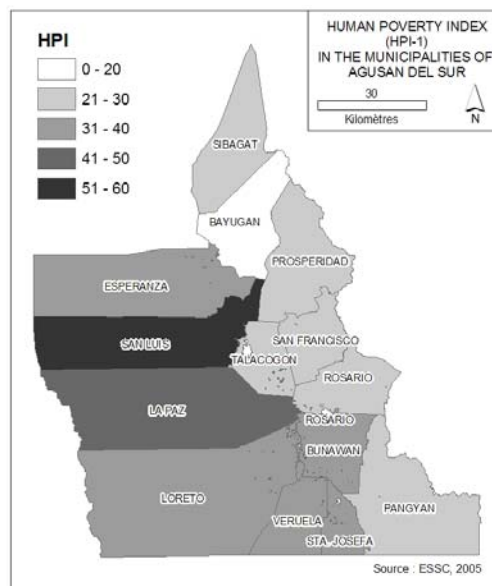 HPI
0 - 20
21 - 30
31 - 40
41 - 50
51 - 60
HUMAN POVERTY INDEX
(HPI-1)
IN THE MUNICIPALITIES OF
AGUSAN DEL SUR
30
Kilomètres
N
SIBAGAT
BAYUGAN
PROSPERIDAD
ESPERANZA
SAN LUIS
SAN FRANCISCO
TALACOGON
ROSARIO
LA PAZ
ROSARIO
BUNAWAN
LORETO
PANGYAN
VERUELA
STA-JOSEFA
Source : ESSC, 2005